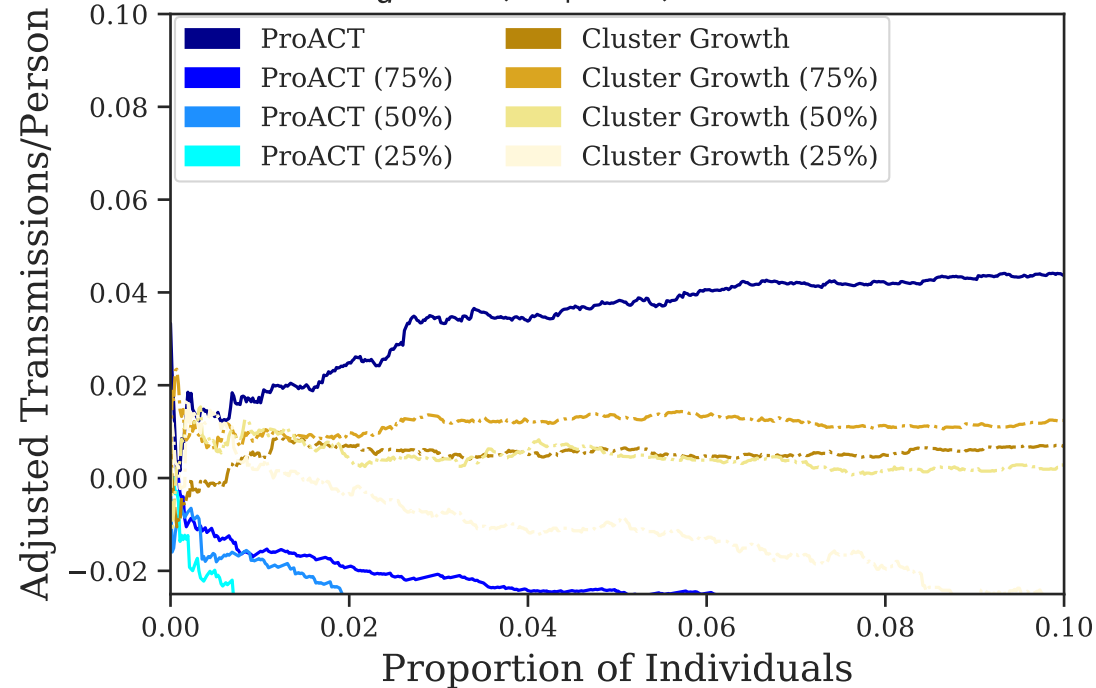 0.10
0.08
0.06
0.04
0.02
0.00
−0.02
Adjusted Transmissions/Person
ProACT
ProACT (75%)
ProACT (50%)
ProACT (25%)
Cluster Growth
Cluster Growth (75%)
Cluster Growth (50%)
Cluster Growth (25%)
0.00 0.02 0.04 0.06 0.08 0.10
Proportion of Individuals